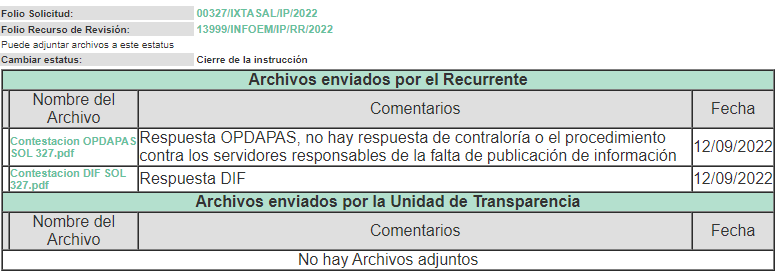 Folio Solicitud: 00327/IXTASAL/IP/2022
Folio Recurso de Revisión: 13999/INFOEM/IP/RR/2022
Puede adjuntar archivos a este estatus
Cambiar estatus: Cierre de la instrucción
Archivos enviados por el Recurrente
Nombre del Archivo Comentarios Fecha
Contestacion OPDAPAS SOL 327.pdf
Respuesta OPDAPAS, no hay respuesta de contraloría o el procedimiento
contra los servidores responsables de la falta de publicación de información
12/09/2022
Contestacion DIF SOL 327.pdf
Respuesta DIF
12/09/2022
Archivos enviados por la Unidad de Transparencia
Nombre del Archivo Comentarios Fecha
No hay Archivos adjuntos